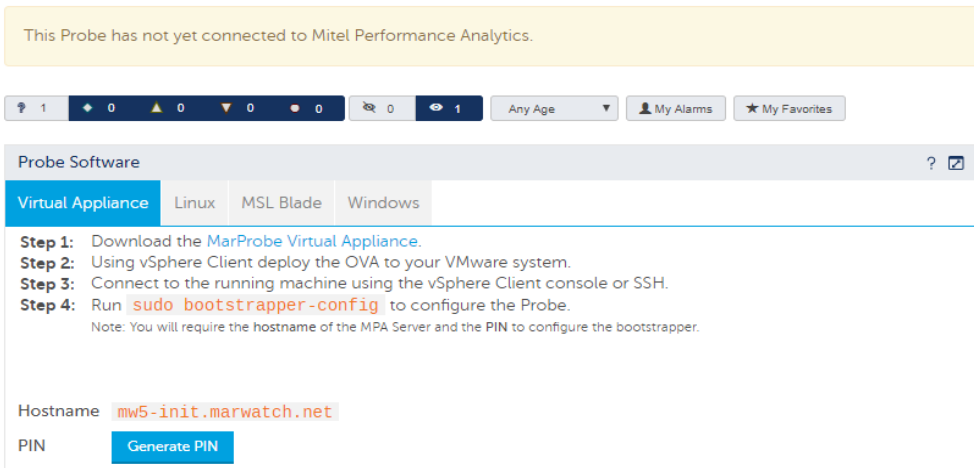 This Probe has not yet connected to Mitel Performance Analytics.
1 0 0 0 0 0 1 Any Age My Alarms My Favorites
Probe Software ?
Virtual Appliance Linux MSL Blade Windows
Step 1: Download the MarProbe Virtual Appliance.
Step 2: Using vSphere Client deploy the OVA to your VMware system.
Step 3: Connect to the running machine using the vSphere Client console or SSH.
Step 4: Run sudo bootstrapper-config to configure the Probe.
Note: You will require the hostname of the MPA Server and the PIN to configure the bootstrapper.
Hostname mw5-init.marwatch.net
PIN Generate PIN